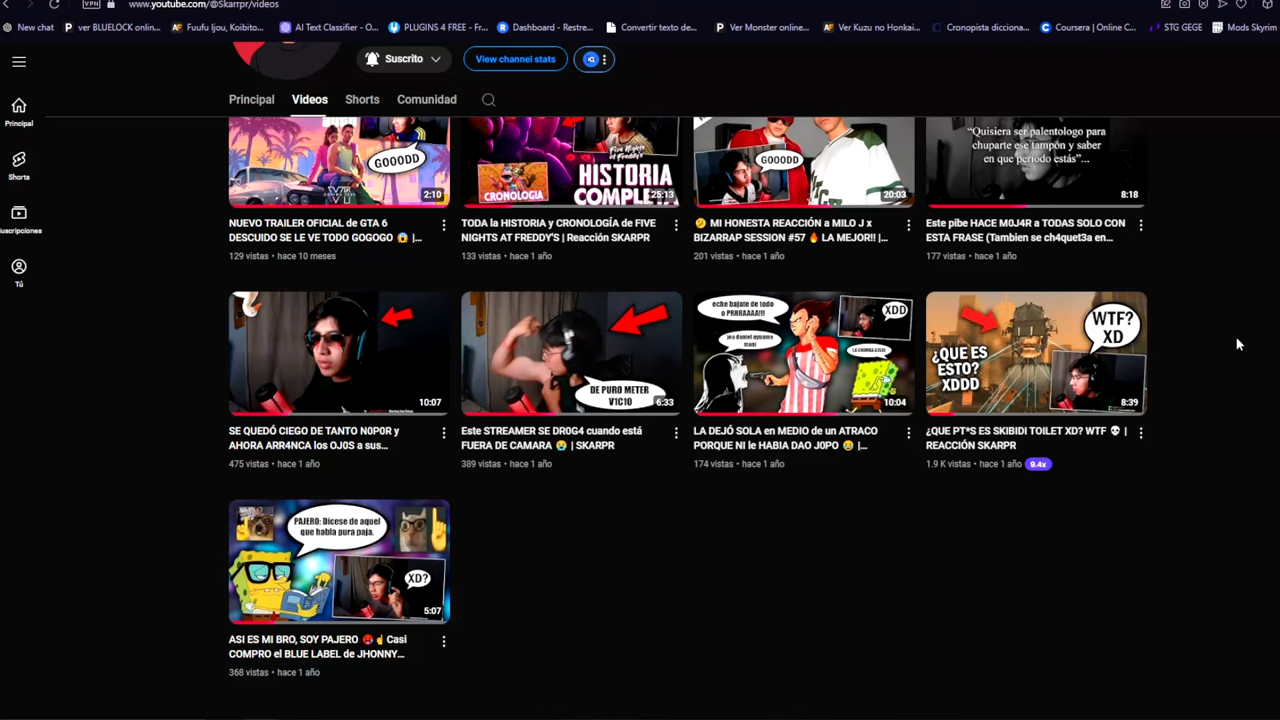 VPN
www.youtube.com/@Skarrpr/videos
New chat
ver BLUELOCK onlin...
Fuufu Ijou, Koibito...
AI Text Classifier - O...
PLUGINS 4 FREE - Fr...
Dashboard - Restre...
Convertir texto de...
Ver Monster online...
Ver Kuzu no Honkai...
Cronopista dicciona...
Coursera | Online C...
STG GEGE
Mods Skyrim
Suscrito
View channel stats
Principal
Videos
Shorts
Comunidad
Principal
Shorts
Tú
GOOODD
VI
2:10
NUEVO TRAILER OFICIAL de GTA 6
DESCUIDO SE LE VE TODO GOGOGO 😱 |...
129 vistas • hace 10 meses
Five Nights
at Freddy's
CRONOLOGIA
HISTORIA
COMPLE
25:13
TODA la HISTORIA y CRONOLOGÍA de FIVE
NIGHTS AT FREDDY'S | Reacción SKARPR
133 vistas • hace 1 año
GOOODD
20:03
🤣 MI HONESTA REACCIÓN a MILO J x
BIZARRAP SESSION #57 🔥 LA MEJOR!! |...
201 vistas • hace 1 año
"Quisiera ser palentologo para
chuparte ese tampón y saber
en que periodo estás"...
8:18
Este pibe HACE M0J4R a TODAS SOLO CON
ESTA FRASE (Tambien se ch4quet3a en...
177 vistas • hace 1 año
10:07
SE QUEDÓ CIEGO DE TANTO N0P0R y
AHORA ARR4NCA los OJ0S a sus...
475 vistas • hace 1 año
DE PURO METER
V1C10
6:33
Este STREAMER SE DR0G4 cuando está
FUERA DE CAMARA 😭 | SKARPR
389 vistas • hace 1 año
eche bajate de todo
o PRRAAAA!!!
XDD
10:04
LA DEJÓ SOLA en MEDIO de un ATRACO
PORQUE NI le HABIA DAO J0PO 😅 |...
174 vistas • hace 1 año
WTF?
XD
¿QUE ES
ESTO?
XDDD
8:39
¿QUE PT*S ES SKIBIDI TOILET XD? WTF 💀 |
REACCIÓN SKARPR
1.9 K vistas • hace 1 año
9.4x
PAJERO: Dicese de aquel
que habla pura paja.
XD?
5:07
ASI ES MI BRO, SOY PAJERO 🥵☝ Casi
COMPRO el BLUE LABEL de JHONNY...
368 vistas • hace 1 año